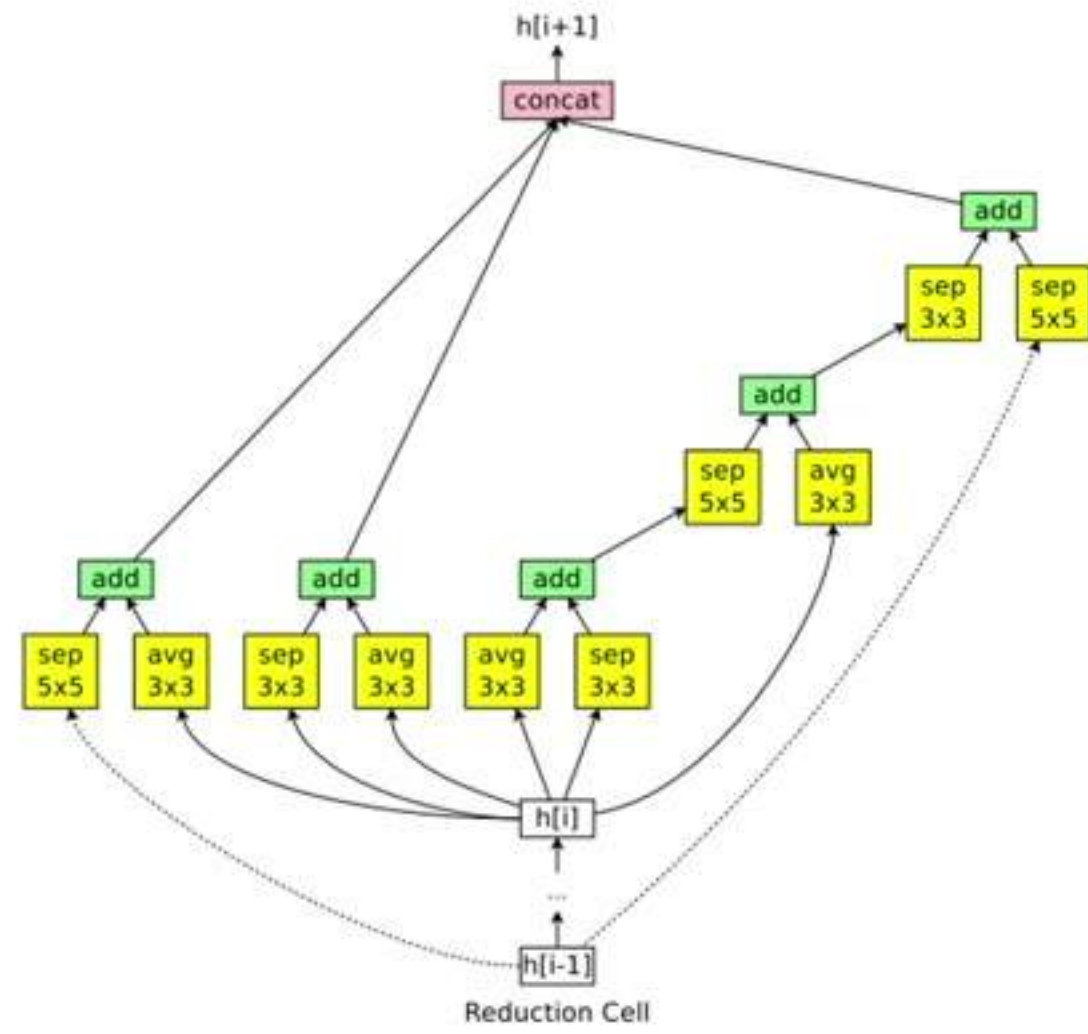 h[i+1]
concat
add
sep
3x3
sep
5x5
add
sep
5x5
avg
3x3
add
add
add
sep
5x5
avg
3x3
sep
3x3
avg
3x3
avg
3x3
sep
3x3
h[i]
...
h[i-1]
Reduction Cell